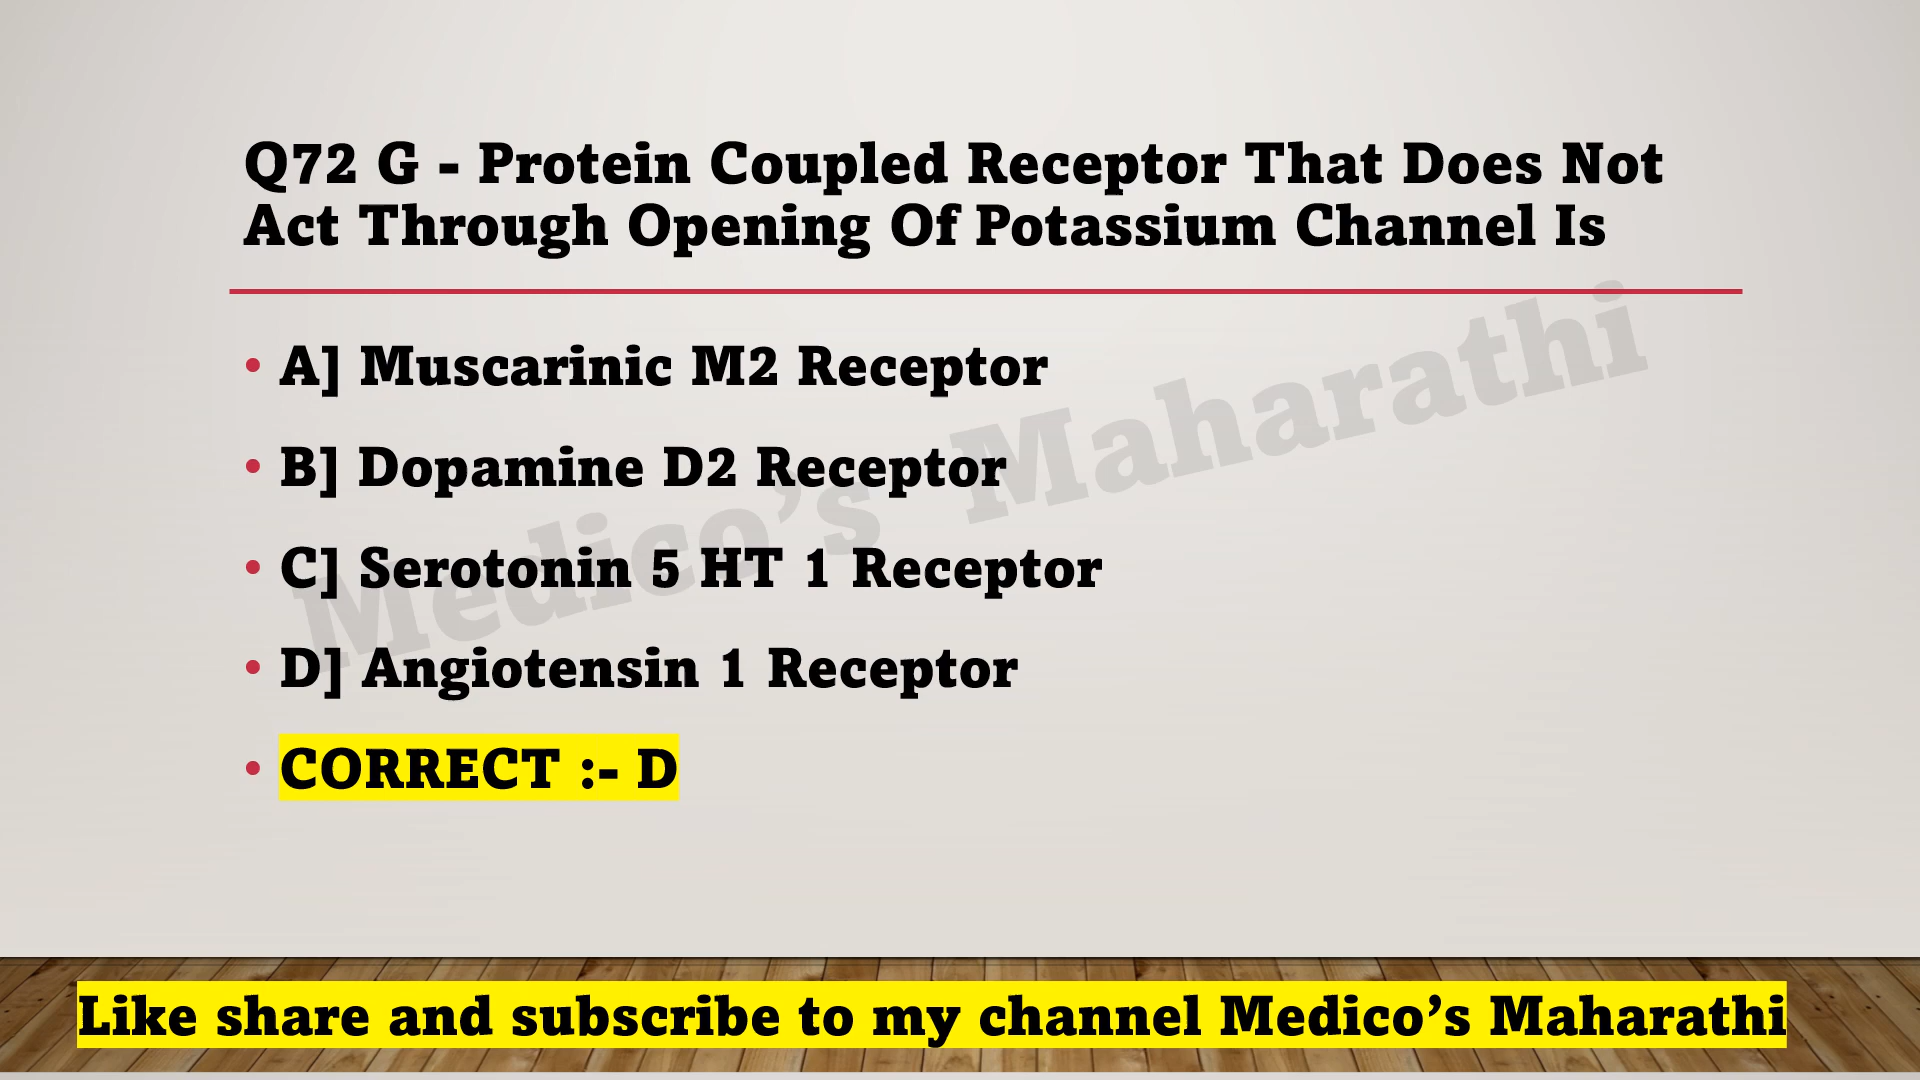 Q72 G - Protein Coupled Receptor That Does Not
Act Through Opening Of Potassium Channel Is
• A] Muscarinic M2 Receptor
• B] Dopamine D2 Receptor
• C] Serotonin 5 HT 1 Receptor
• D] Angiotensin 1 Receptor
• CORRECT :- D
Medico’s Maharathi
Like share and subscribe to my channel Medico’s Maharathi